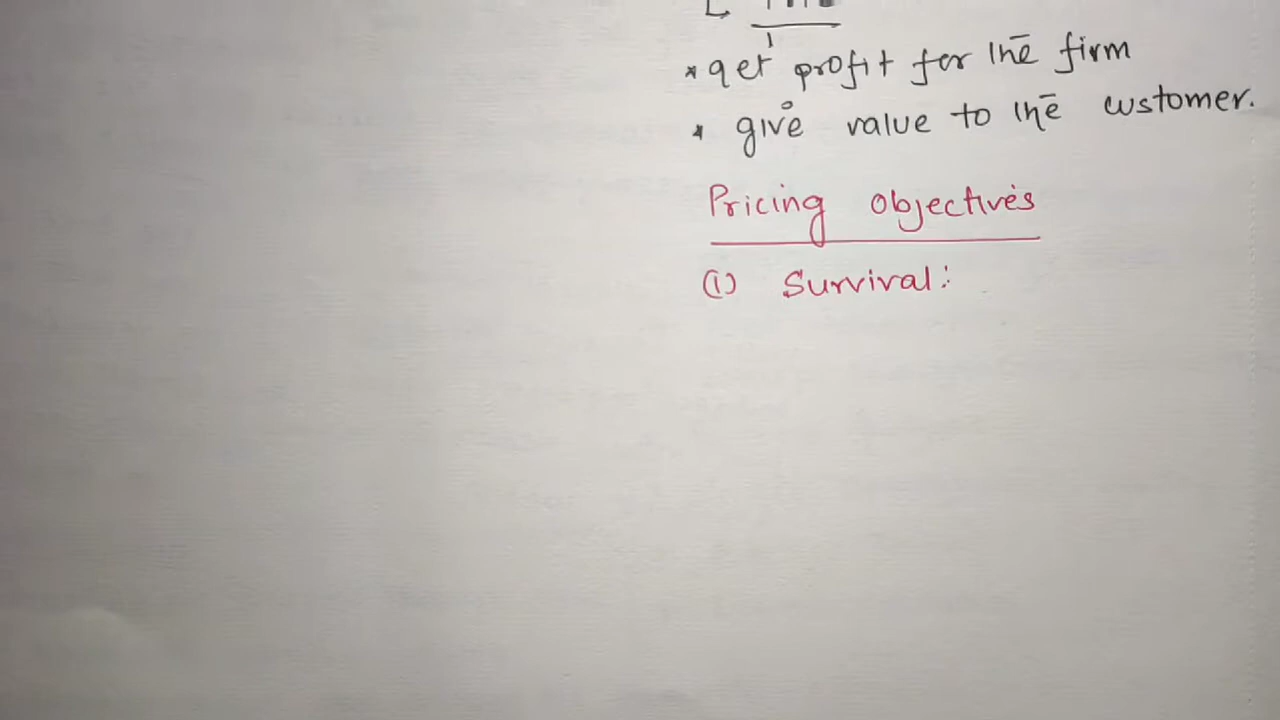 * get profit for the firm
* give value to the customer.
Pricing Objectives
(1) Survival: